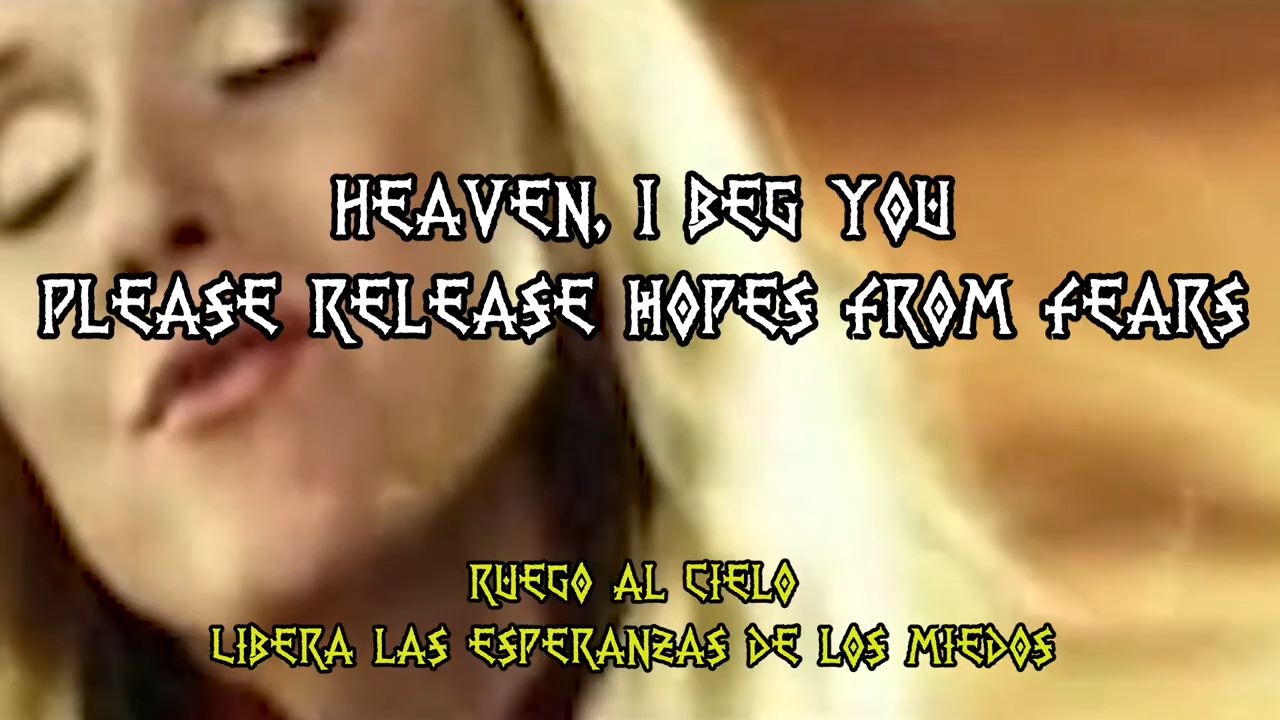 HEAVEN, I BEG YOU
PLEASE RELEASE HOPES FROM FEARS
RUEGO AL CIELO
LIBERA LAS ESPERANZAS DE LOS MIEDOS